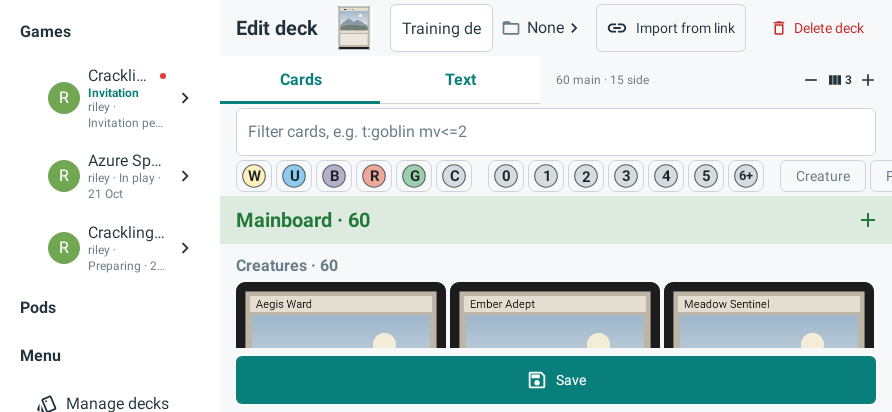 Games
R
Crackli...
Invitation
riley ·
Invitation pe...
R
Azure Sp...
riley · In play ·
21 Oct
R
Crackling...
riley ·
Preparing · 2...
Pods
Menu
Manage decks
Edit deck
Training de
None
Import from link
Delete deck
Cards
Text
60 main · 15 side
3
Filter cards, e.g. t:goblin mv<=2
W U B R G C 0 1 2 3 4 5 6+ Creature
Mainboard · 60
Creatures · 60
Aegis Ward
Ember Adept
Meadow Sentinel
Save